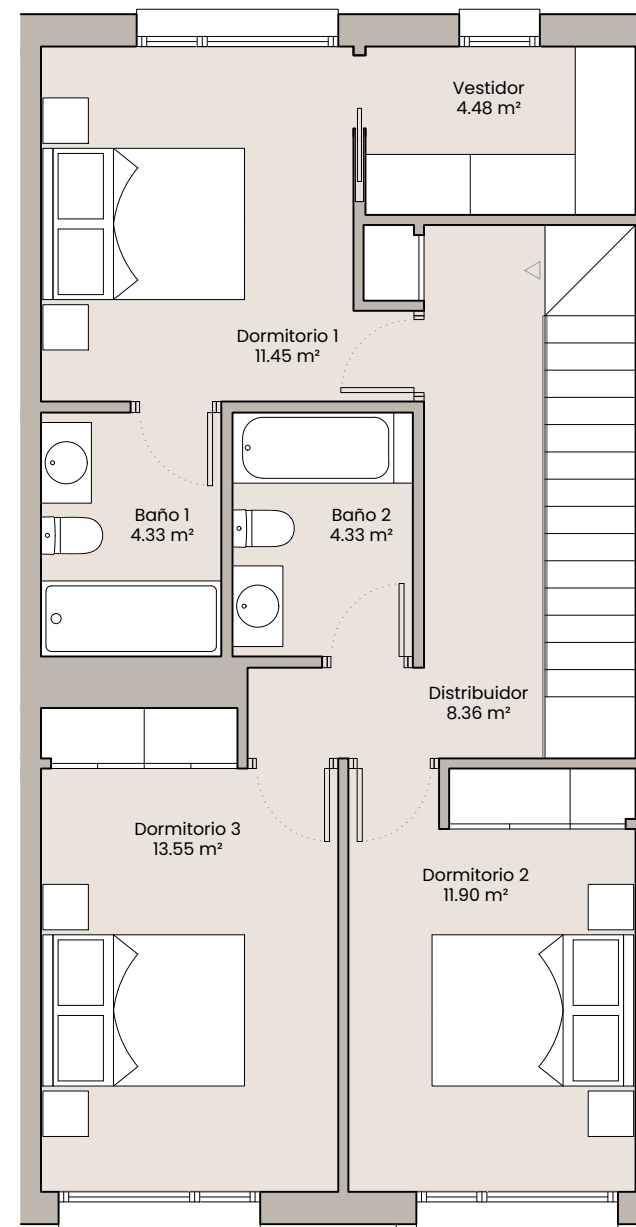 Vestidor
4.48 m²
Dormitorio 1
11.45 m²
Baño 1
4.33 m²
Baño 2
4.33 m²
Distribuidor
8.36 m²
Dormitorio 3
13.55 m²
Dormitorio 2
11.90 m²